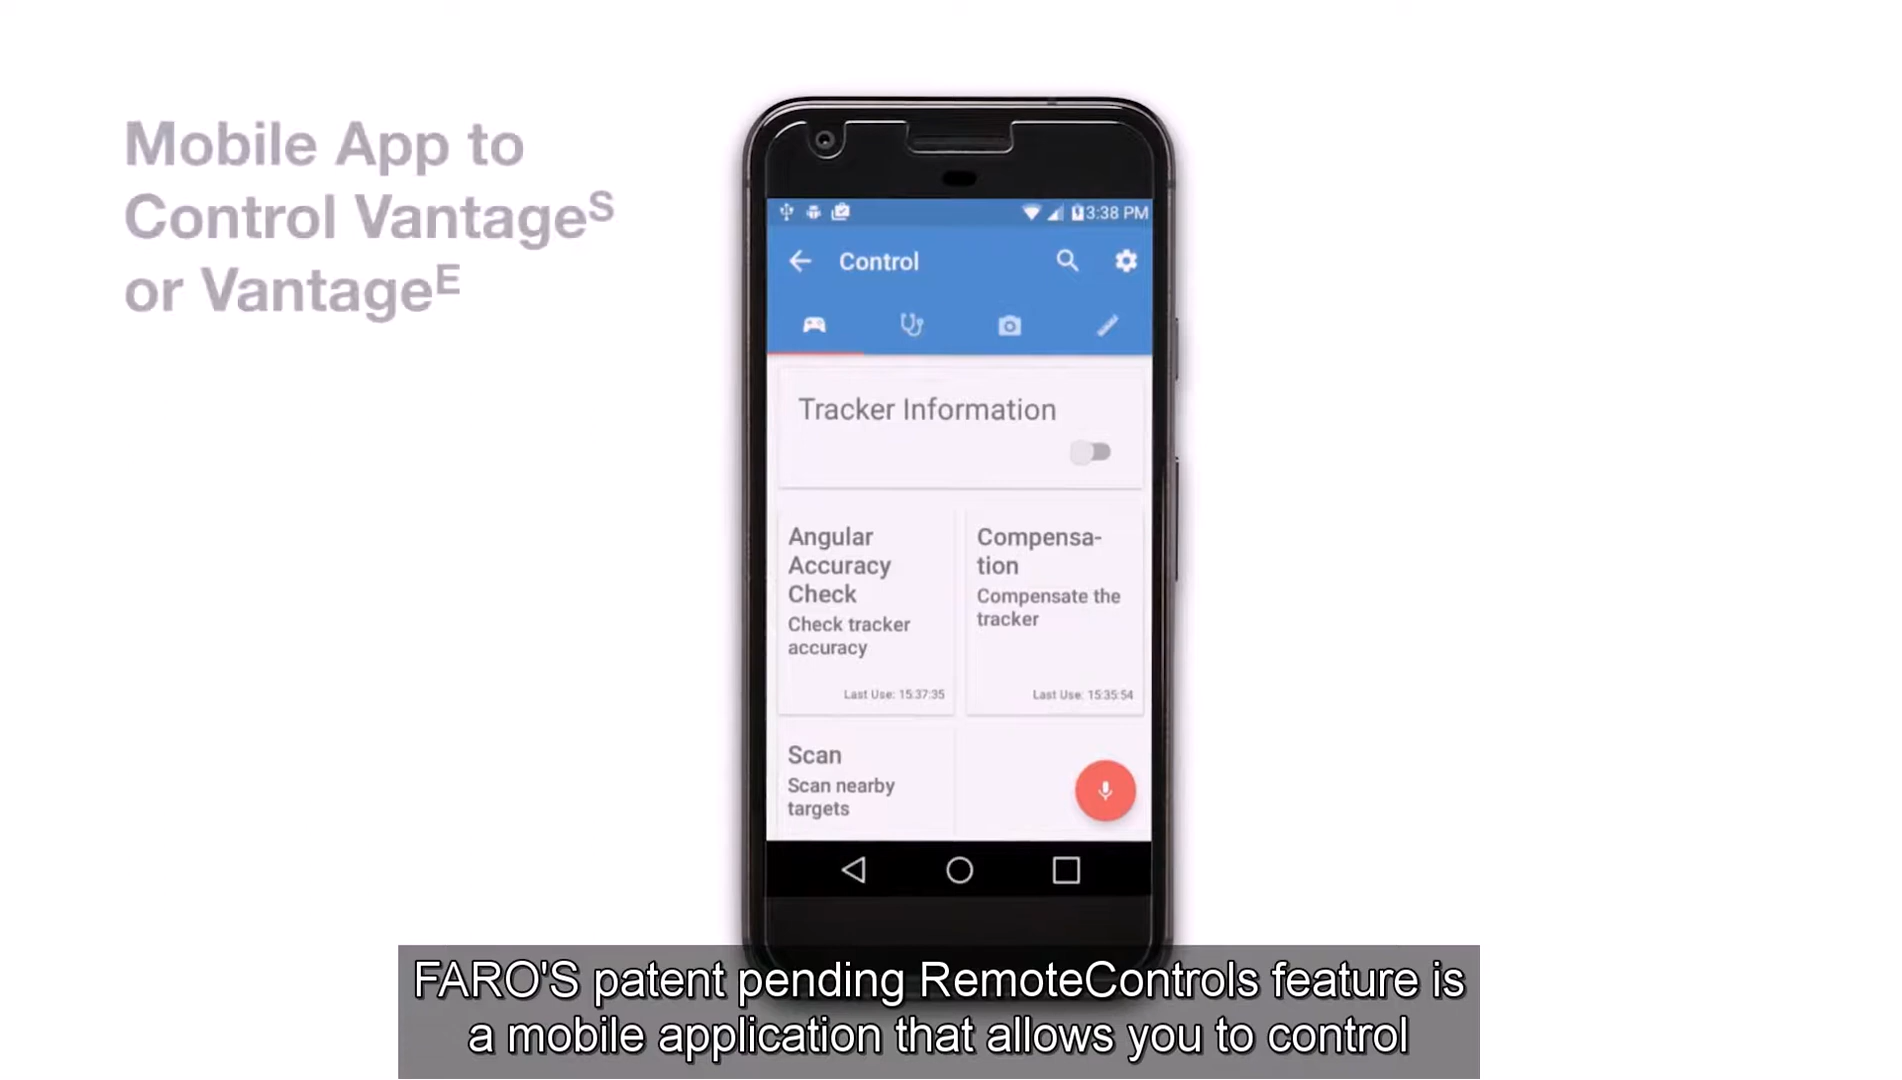 Mobile App to
Control Vantageˢ
or Vantageᴱ
3:38 PM
Control
Tracker Information
Angular
Accuracy
Check
Check tracker
accuracy
Last Use: 15:37:35
Compensa-
tion
Compensate the
tracker
Last Use: 15:35:54
Scan
Scan nearby
targets
FARO'S patent pending RemoteControls feature is
a mobile application that allows you to control